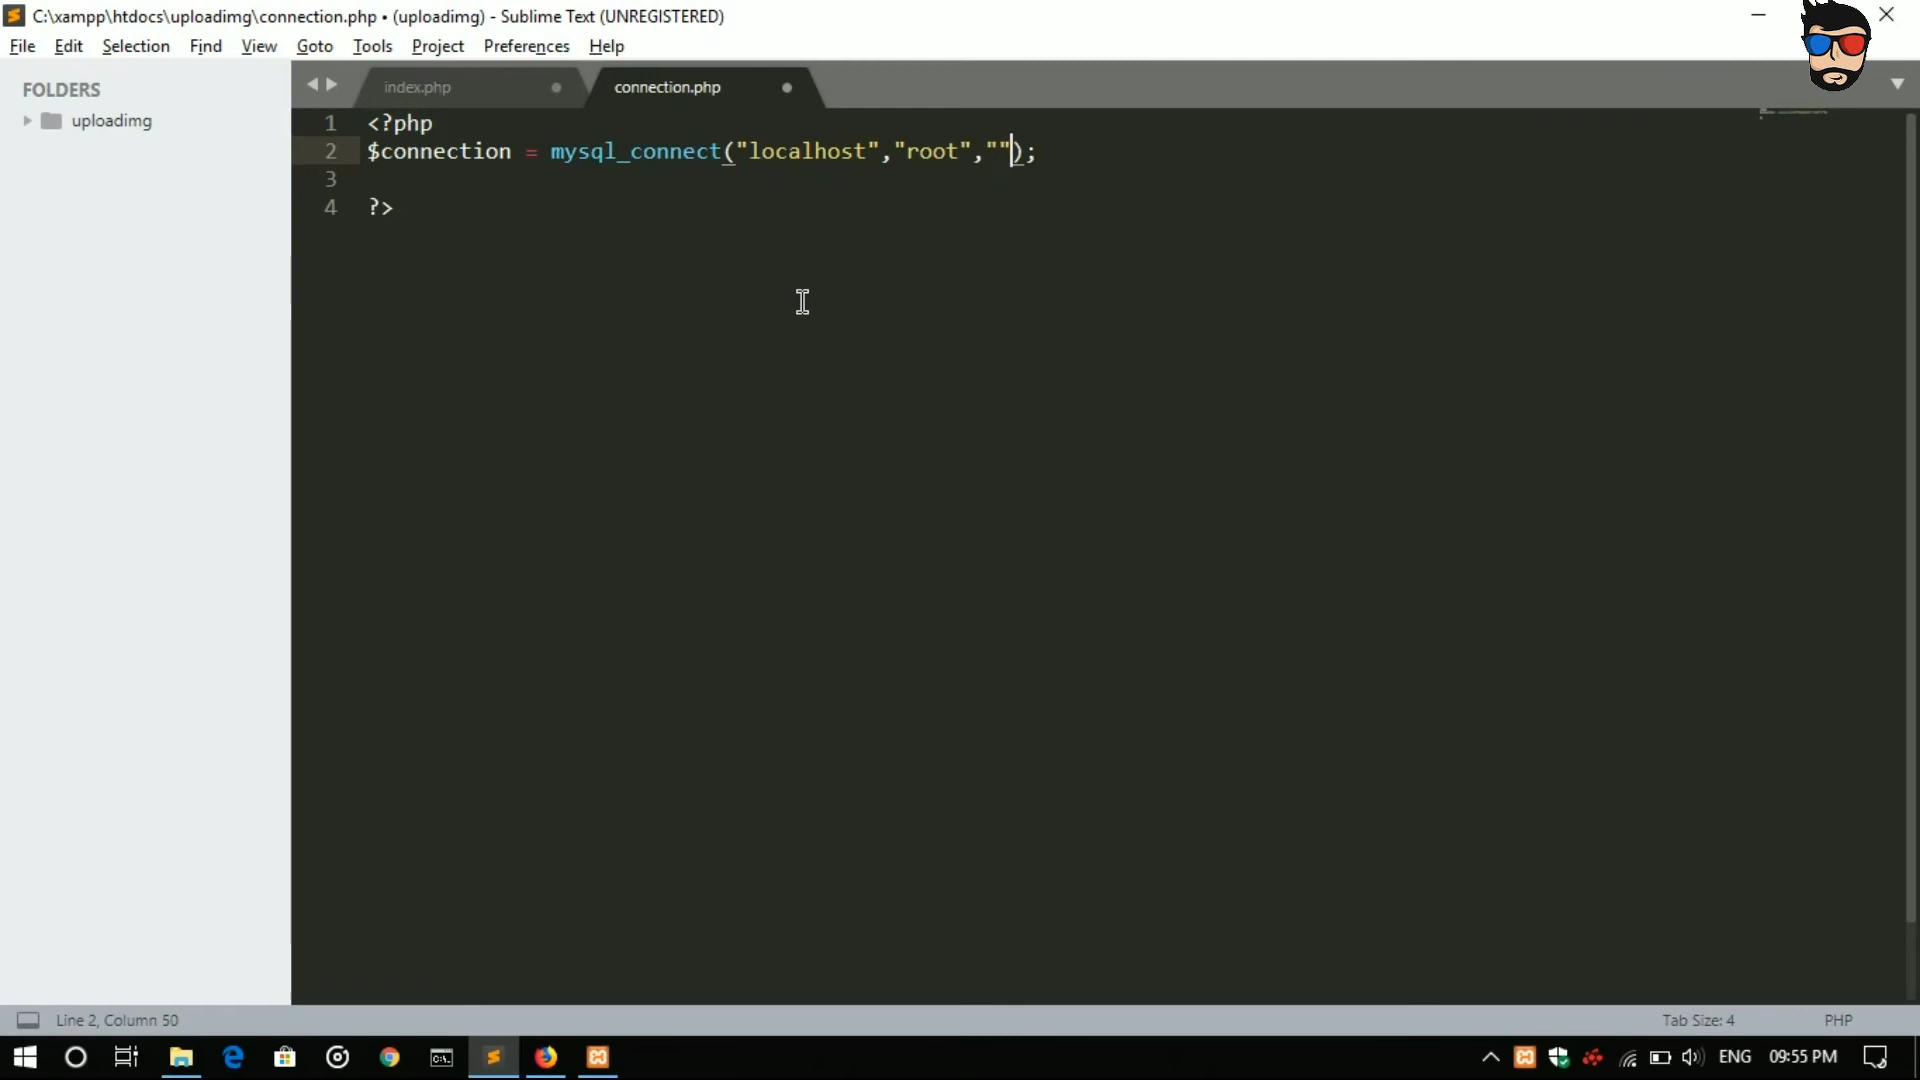 C:\xampp\htdocs\uploadimg\connection.php • (uploadimg) - Sublime Text (UNREGISTERED)
File Edit Selection Find View Goto Tools Project Preferences Help
FOLDERS
uploadimg
index.php
connection.php
1 <?php
2 $connection = mysql_connect("localhost","root","");
3
4 ?>
Line 2, Column 50
Tab Size: 4
PHP
ENG
09:55 PM